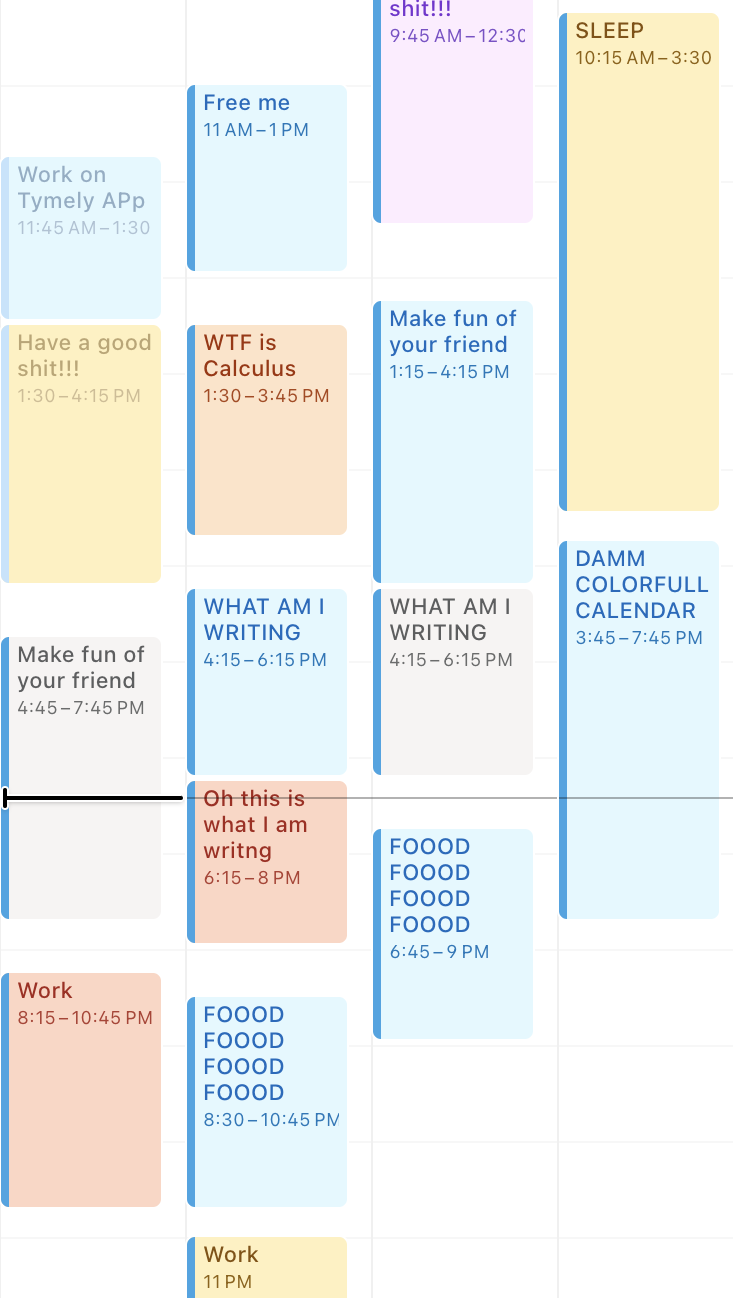 Work on
Tymely APp
11:45 AM – 1:30
Have a good
shit!!!
1:30 – 4:15 PM
Make fun of
your friend
4:45 – 7:45 PM
Work
8:15 – 10:45 PM
Free me
11 AM – 1 PM
WTF is
Calculus
1:30 – 3:45 PM
WHAT AM I
WRITING
4:15 – 6:15 PM
Oh this is
what I am
writng
6:15 – 8 PM
FOOOD
FOOOD
FOOOD
FOOOD
8:30 – 10:45 PM
Work
11 PM
shit!!!
9:45 AM – 12:30
Make fun of
your friend
1:15 – 4:15 PM
WHAT AM I
WRITING
4:15 – 6:15 PM
FOOOD
FOOOD
FOOOD
FOOOD
6:45 – 9 PM
SLEEP
10:15 AM – 3:30
DAMM
COLORFULL
CALENDAR
3:45 – 7:45 PM